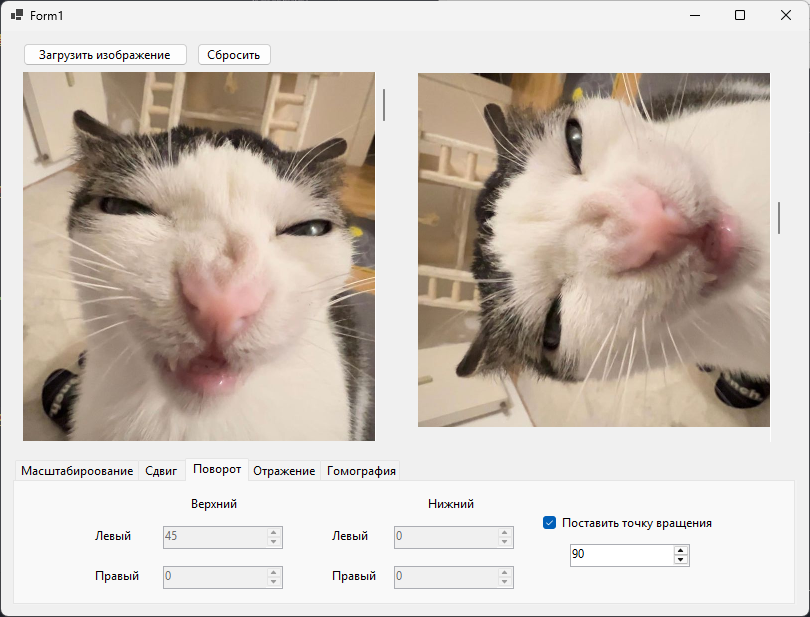 Form1
Загрузить изображение
Сбросить
Масштабироование
Сдвиг
Поворот
Отражение
Гомография
Верхний
Нижний
Левый
45
Левый
0
Поставить точку вращения
90
Правый
0
Правый
0